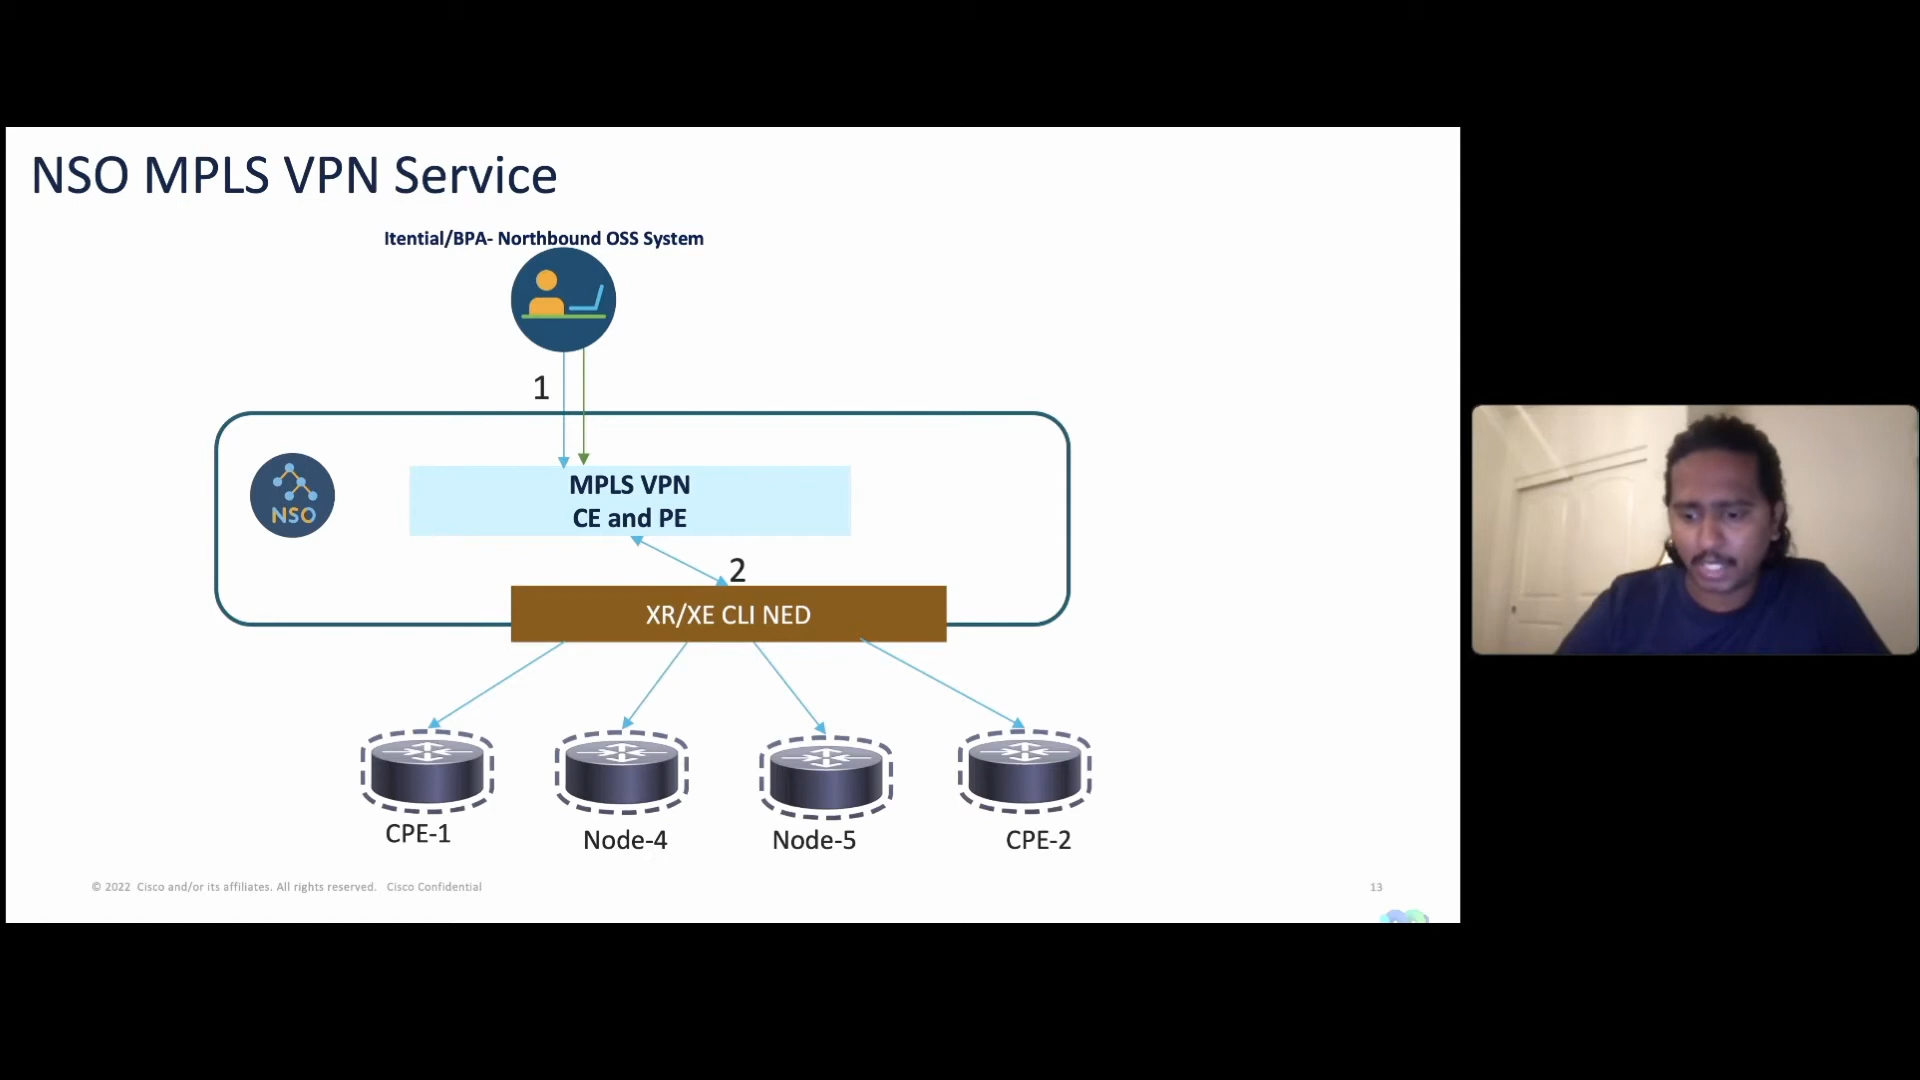 NSO MPLS VPN Service
Itential/BPA- Northbound OSS System
1
NSO
MPLS VPN
CE and PE
2
XR/XE CLI NED
CPE-1
Node-4
Node-5
CPE-2
© 2022 Cisco and/or its affiliates. All rights reserved. Cisco Confidential
13